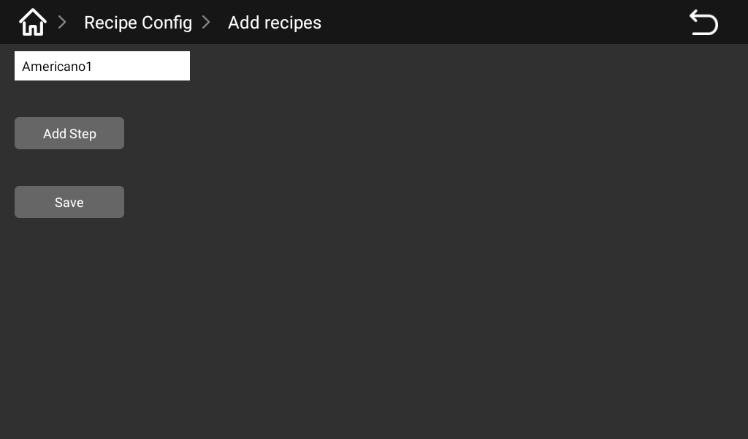 Recipe Config Add recipes
Americano1
Add Step
Save